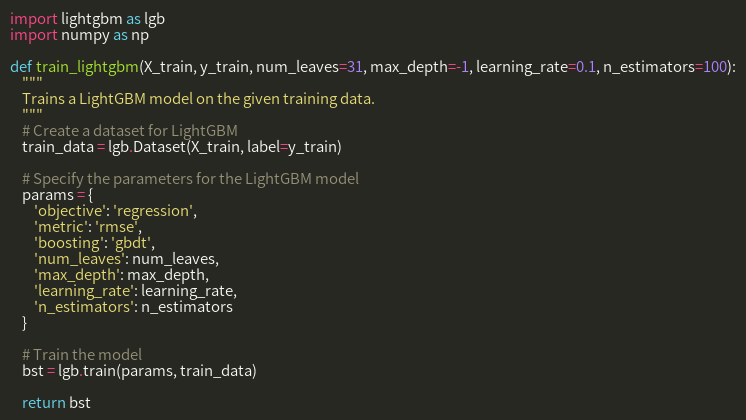 import lightgbm as lgb
import numpy as np

def train_lightgbm(X_train, y_train, num_leaves=31, max_depth=-1, learning_rate=0.1, n_estimators=100):
    """
    Trains a LightGBM model on the given training data.
    """
    # Create a dataset for LightGBM
    train_data = lgb.Dataset(X_train, label=y_train)

    # Specify the parameters for the LightGBM model
    params = {
        'objective': 'regression',
        'metric': 'rmse',
        'boosting': 'gbdt',
        'num_leaves': num_leaves,
        'max_depth': max_depth,
        'learning_rate': learning_rate,
        'n_estimators': n_estimators
    }

    # Train the model
    bst = lgb.train(params, train_data)

    return bst